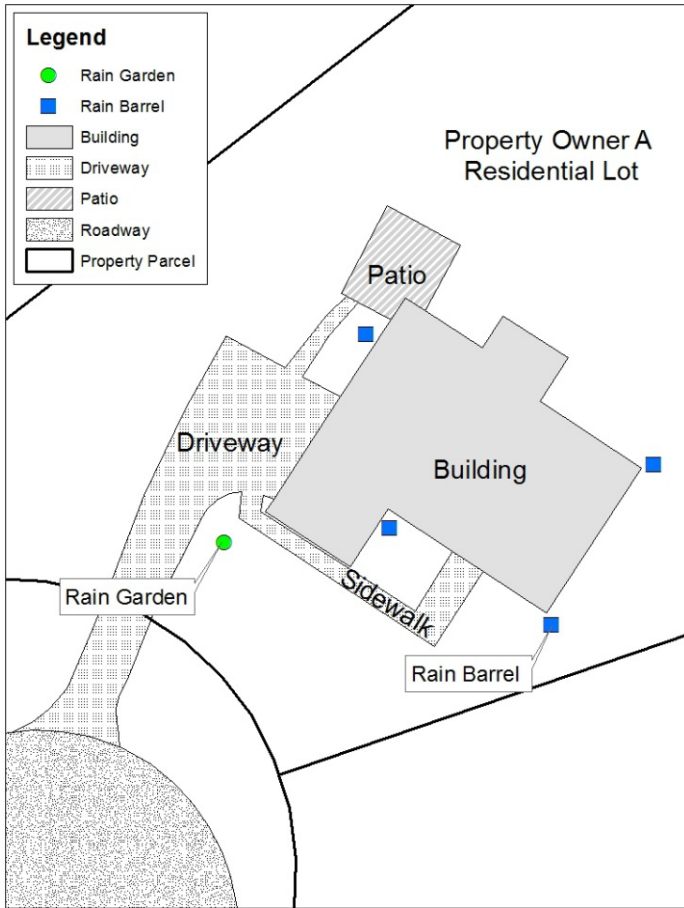 Legend
Rain Garden
Rain Barrel
Building
Driveway
Patio
Roadway
Property Parcel
Property Owner A
Residential Lot
Patio
Driveway
Building
Rain Garden
Sidewalk
Rain Barrel